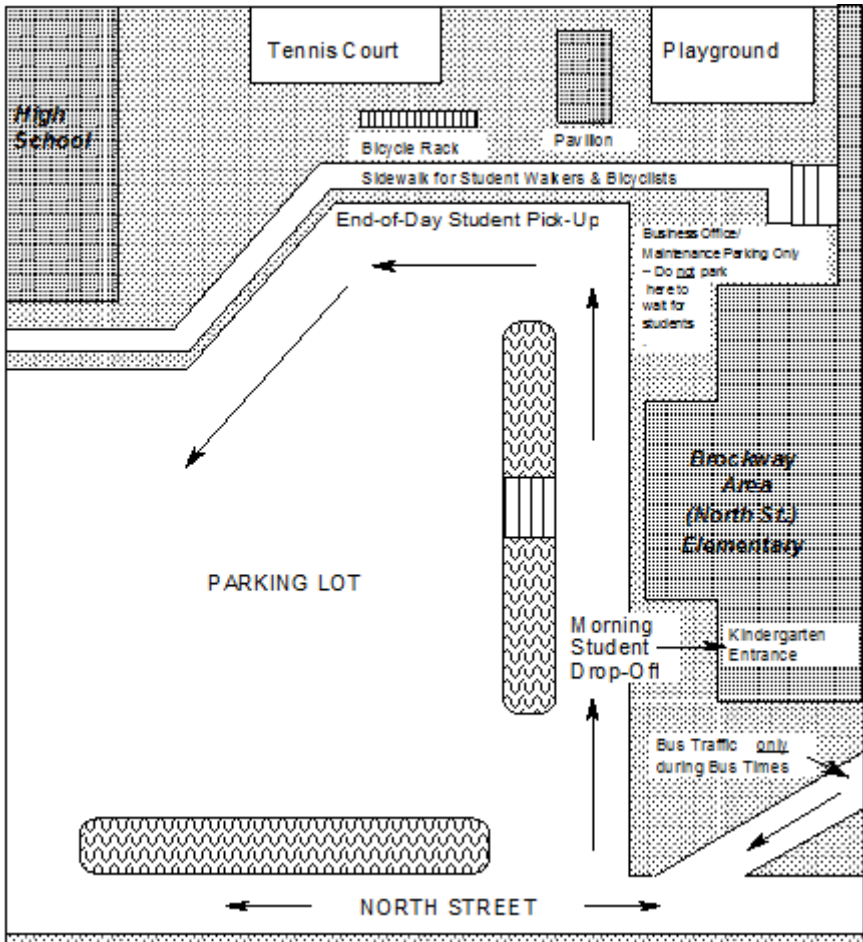 Tennis Court
Playground
High
School
Bicycle Rack
Pavilion
Sidewalk for Student Walkers & Bicyclists
End-of-Day Student Pick-Up
Business Office/
Maintenance Parking Only
– Do not park
here to
wait for
students
.
Brockway
Area
(North St.)
Elementary
PARKING LOT
Morning
Student
Drop-Off
Kindergarten
Entrance
Bus Traffic only
during Bus Times
NORTH STREET